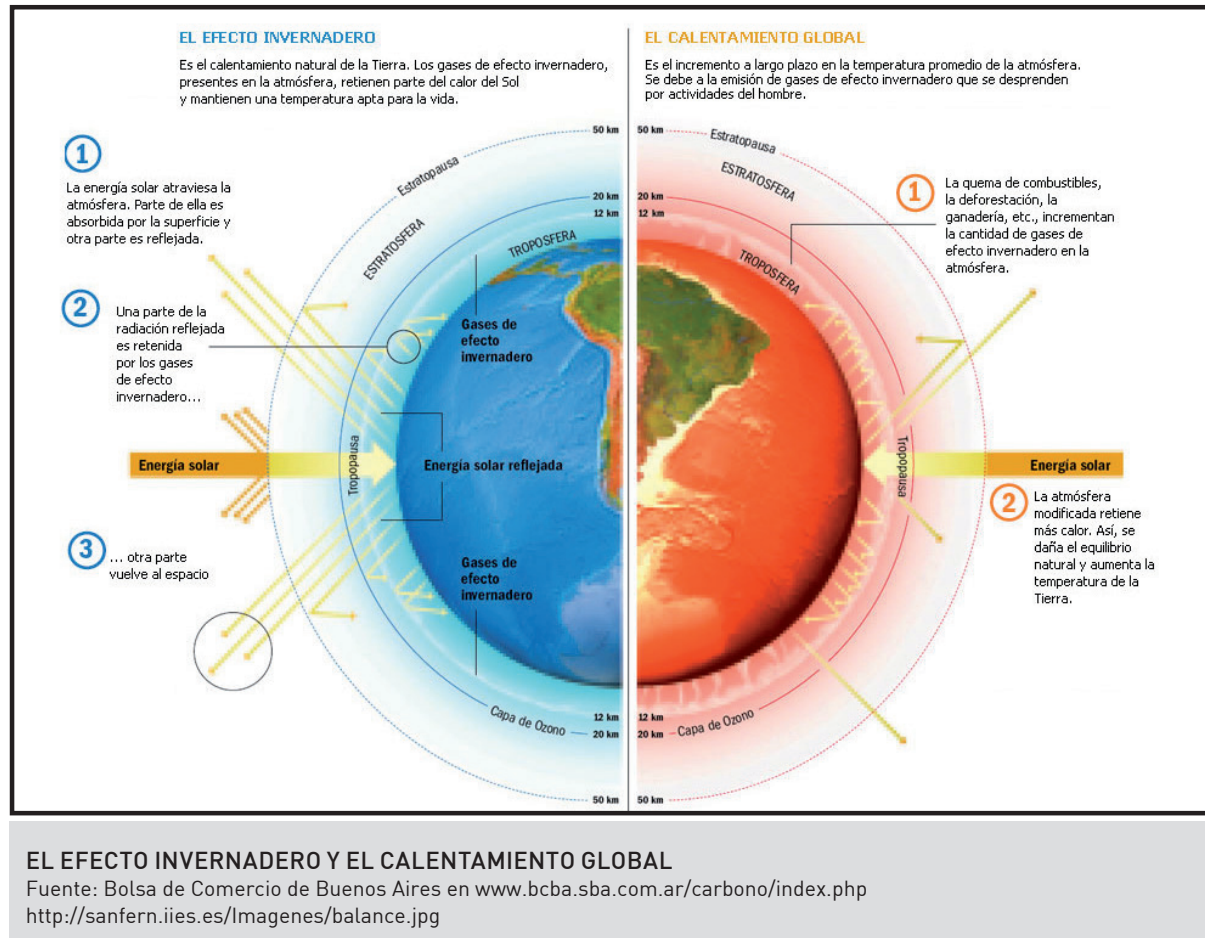 EL EFECTO INVERNADERO
Es el calentamiento natural de la Tierra. Los gases de efecto invernadero,
presentes en la atmósfera, retienen parte del calor del Sol
y mantienen una temperatura apta para la vida.
1
La energía solar atraviesa la
atmósfera. Parte de ella es
absorbida por la superficie y
otra parte es reflejada.
2
Una parte de la
radiación reflejada
es retenida
por los gases
de efecto
invernadero...
Energía solar
3
... otra parte
vuelve al espacio
50 km
Estratopausa
20 km
12 km
ESTRATOSFERA
TROPOSFERA
Gases de
efecto
invernadero
Tropopausa
Energía solar reflejada
Gases de
efecto
invernadero
Capa de Ozono
12 km
20 km
50 km
EL CALENTAMIENTO GLOBAL
Es el incremento a largo plazo en la temperatura promedio de la atmósfera.
Se debe a la emisión de gases de efecto invernadero que se desprenden
por actividades del hombre.
50 km
Estratopausa
ESTRATOSFERA
20 km
12 km
TROPOSFERA
1
La quema de combustibles,
la deforestación, la
ganadería, etc., incrementan
la cantidad de gases de
efecto invernadero en la
atmósfera.
Tropopausa
Energía solar
2
La atmósfera
modificada retiene
más calor. Así, se
daña el equilibrio
natural y aumenta la
temperatura de la
Tierra.
12 km
20 km
Capa de Ozono
50 km
EL EFECTO INVERNADERO Y EL CALENTAMIENTO GLOBAL
Fuente: Bolsa de Comercio de Buenos Aires en www.bcba.sba.com.ar/carbono/index.php
http://sanfern.iies.es/Imagenes/balance.jpg